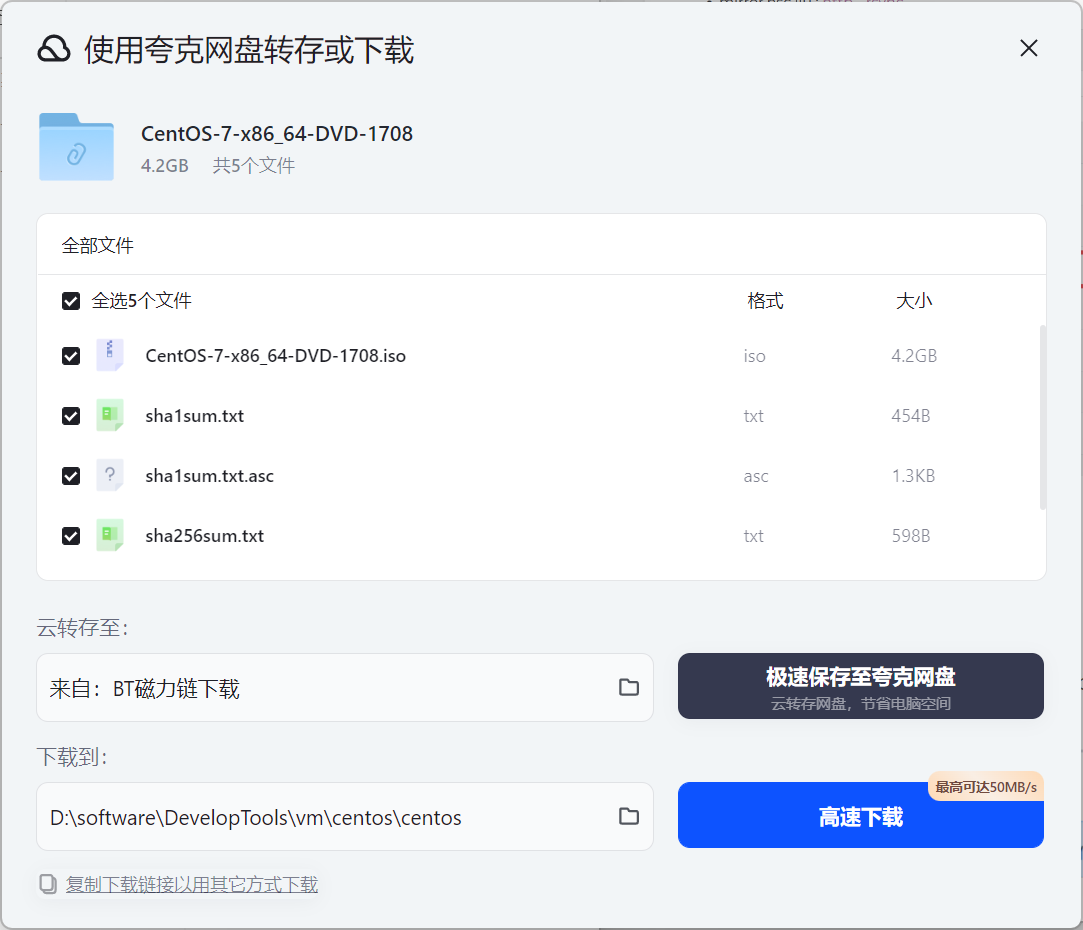 使用夸克网盘转存或下载
CentOS-7-x86_64-DVD-1708
4.2GB 共5个文件
全部文件
全选5个文件 格式 大小
CentOS-7-x86_64-DVD-1708.iso iso 4.2GB
sha1sum.txt txt 454B
sha1sum.txt.asc asc 1.3KB
sha256sum.txt txt 598B
云转存至：
来自：BT磁力链下载
极速保存至夸克网盘
云转存网盘，节省电脑空间
下载到：
最高可达50MB/s
D:\software\DevelopTools\vm\centos\centos
高速下载
复制下载链接以用其它方式下载